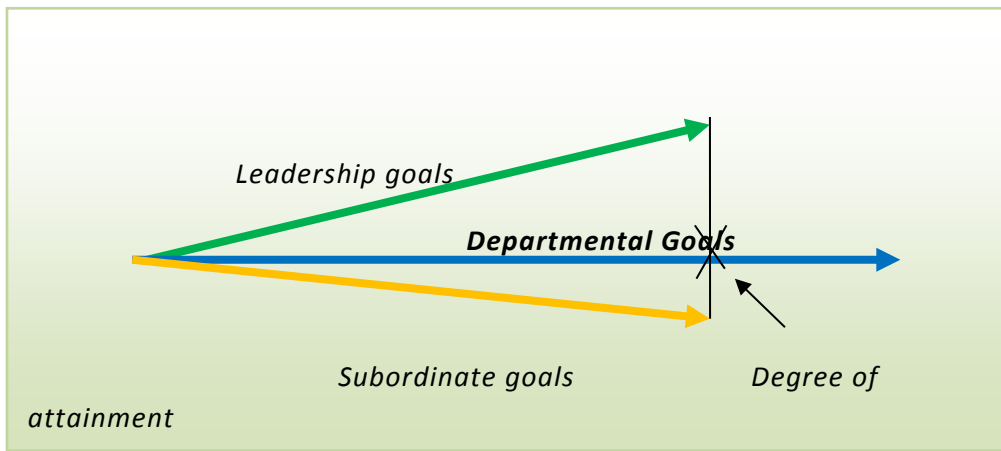 Leadership goals
Departmental Goals
Subordinate goals Degree of
attainment